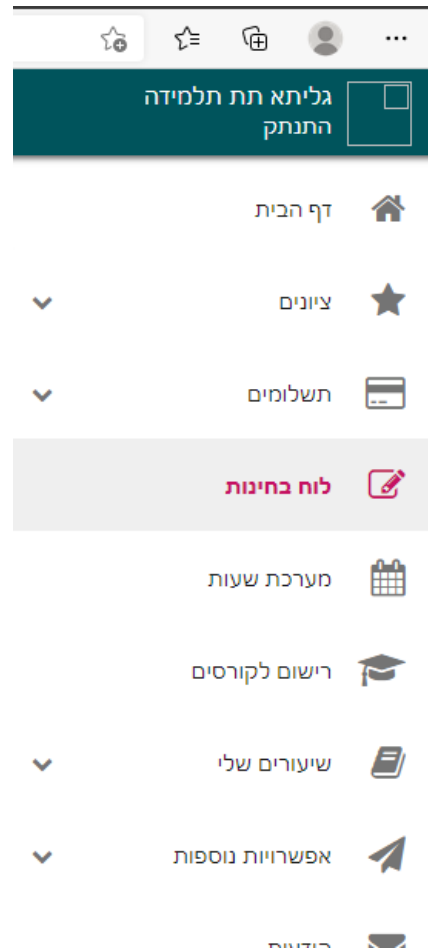 גליתא תת תלמידה
התנתק
דף הבית
ציונים
תשלומים
לוח בחינות
מערכת שעות
רישום לקורסים
שיעורים שלי
אפשרויות נוספות